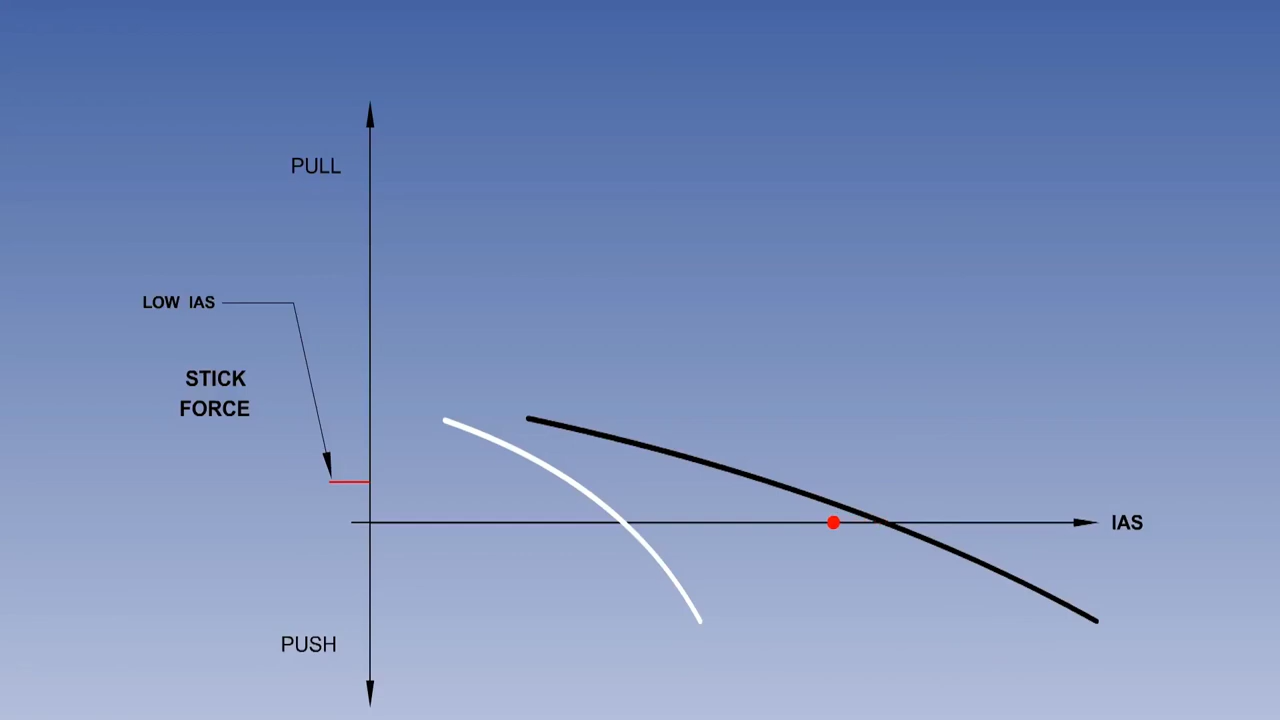 PULL
LOW IAS
STICK
FORCE
IAS
PUSH